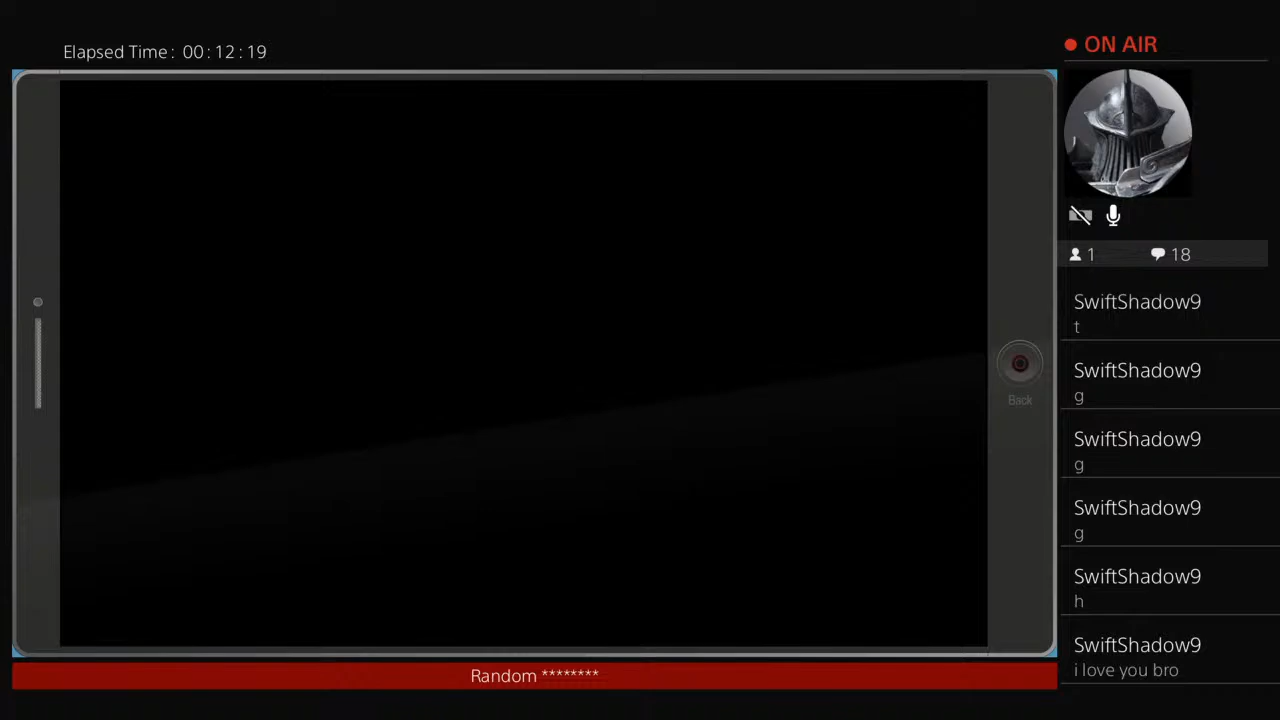 Elapsed Time: 00:12:19
ON AIR
1 18
SwiftShadow9
t
SwiftShadow9
g
SwiftShadow9
g
Back
SwiftShadow9
g
SwiftShadow9
h
SwiftShadow9
i love you bro
Random ********